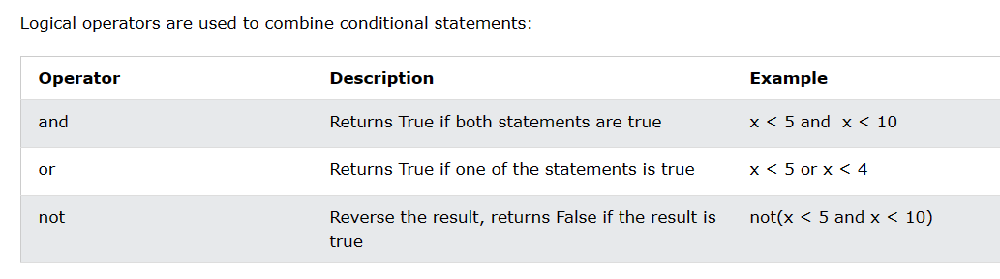 Logical operators are used to combine conditional statements:
Operator Description Example
and Returns True if both statements are true x < 5 and  x < 10
or Returns True if one of the statements is true x < 5 or x < 4
not Reverse the result, returns False if the result is not(x < 5 and x < 10)
true